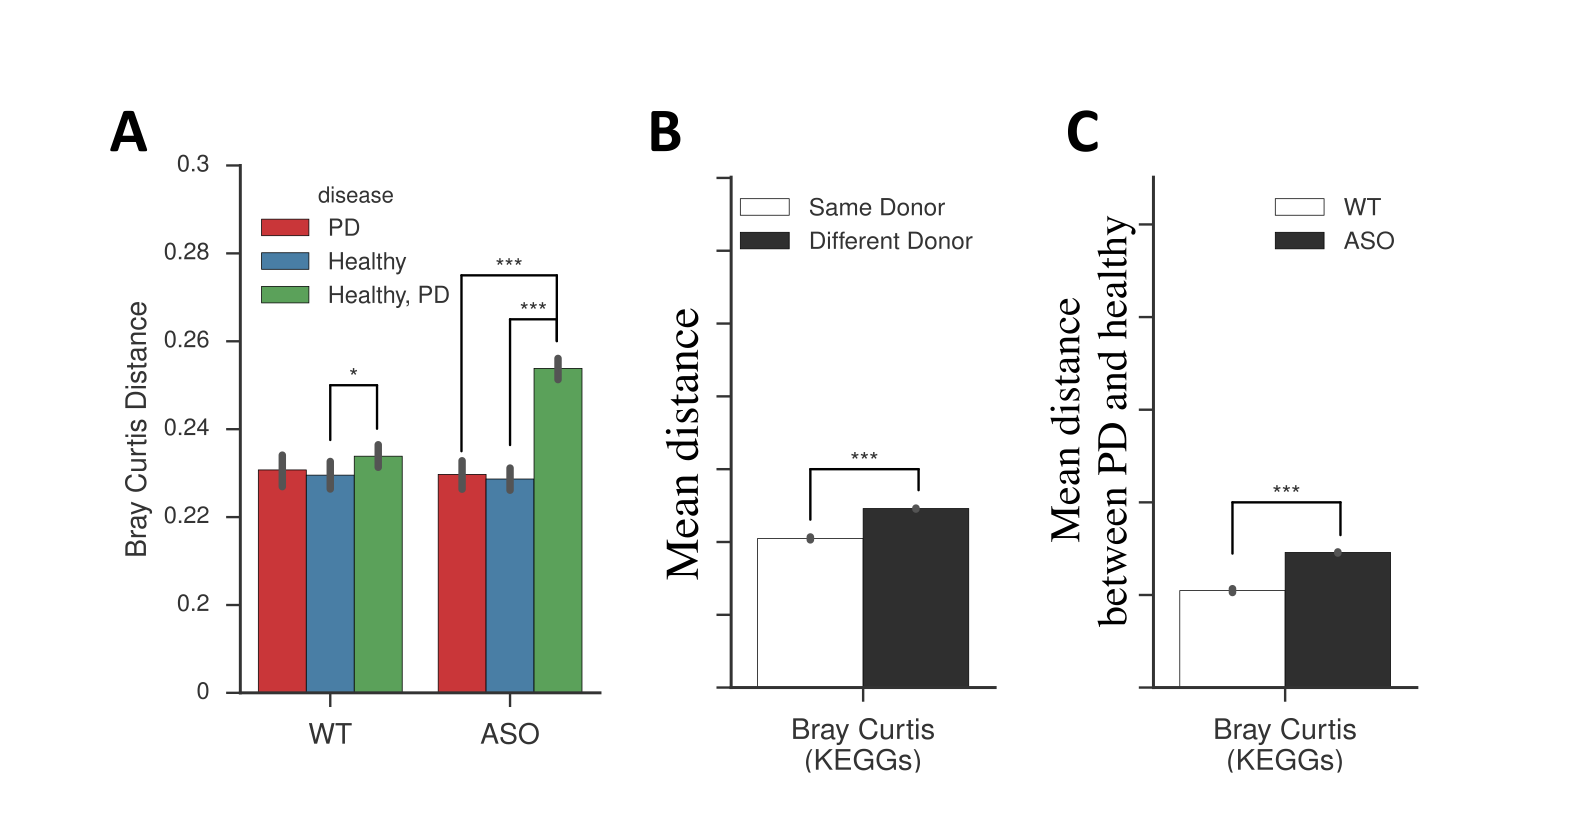 A
0.3
0.28
0.26
0.24
0.22
0.2
0
Bray Curtis Distance
disease
PD
Healthy
Healthy, PD
*
***
***
WT
ASO
B
Mean distance
Same Donor
Different Donor
***
Bray Curtis
(KEGGs)
C
Mean distance
between PD and healthy
WT
ASO
***
Bray Curtis
(KEGGs)